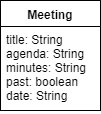 Meeting
title: String
agenda: String
minutes: String
past: boolean
date: String